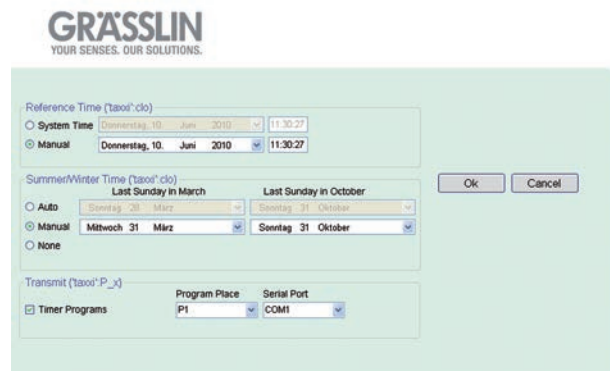 GRÄSSLIN
YOUR SENSES. OUR SOLUTIONS.
Reference Time ('taxxi':clo)
System Time Donnerstag, 10. Juni 2010 11:30:27
Manual Donnerstag, 10. Juni 2010 11:30:27
Summer/Winter Time ('taxxi':clo)
Last Sunday in March Last Sunday in October
Auto Sonntag 28 März Sonntag 31 Oktober
Manual Mittwoch 31 März Sonntag 31 Oktober
None
Ok Cancel
Transmit ('taxxi':P_x)
Program Place Serial Port
Timer Programs P1 COM1